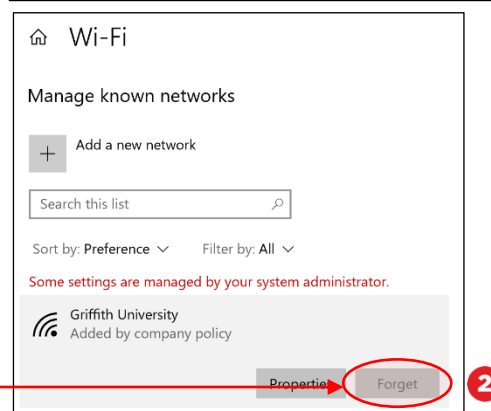 Wi-Fi
Manage known networks
Add a new network
Search this list
Sort by: Preference Filter by: All
Some settings are managed by your system administrator.
Griffith University
Added by company policy
Properties Forget
2